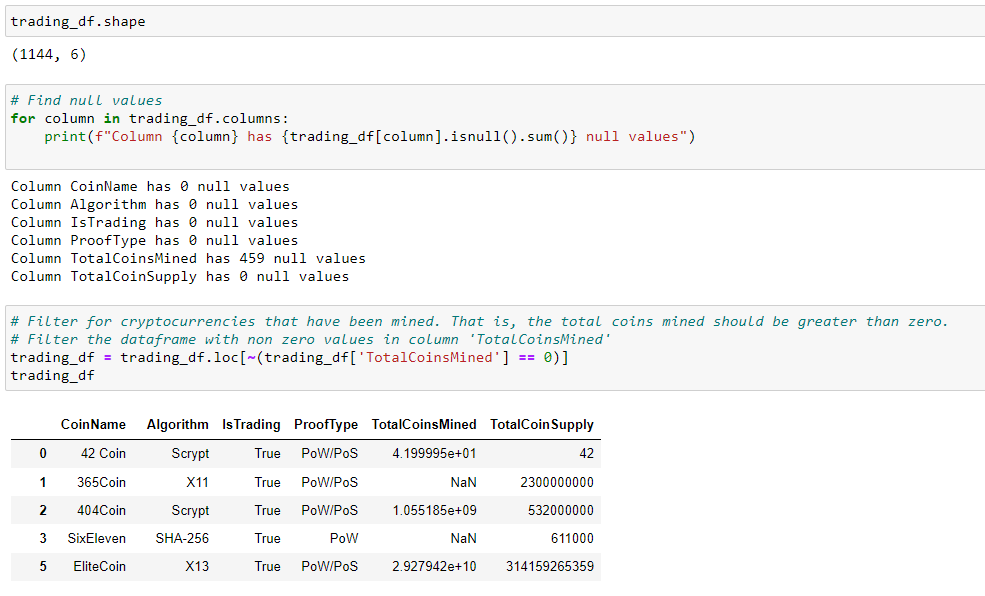 trading_df.shape
(1144, 6)
# Find null values
for column in trading_df.columns:
    print(f"Column {column} has {trading_df[column].isnull().sum()} null values")
Column CoinName has 0 null values
Column Algorithm has 0 null values
Column IsTrading has 0 null values
Column ProofType has 0 null values
Column TotalCoinsMined has 459 null values
Column TotalCoinSupply has 0 null values
# Filter for cryptocurrencies that have been mined. That is, the total coins mined should be greater than zero.
# Filter the dataframe with non zero values in column 'TotalCoinsMined'
trading_df = trading_df.loc[~(trading_df['TotalCoinsMined'] == 0)]
trading_df
CoinName Algorithm IsTrading ProofType TotalCoinsMined TotalCoinSupply
0 42 Coin Scrypt True PoW/PoS 4.199995e+01 42
1 365Coin X11 True PoW/PoS NaN 2300000000
2 404Coin Scrypt True PoW/PoS 1.055185e+09 532000000
3 SixEleven SHA-256 True PoW NaN 611000
5 EliteCoin X13 True PoW/PoS 2.927942e+10 314159265359